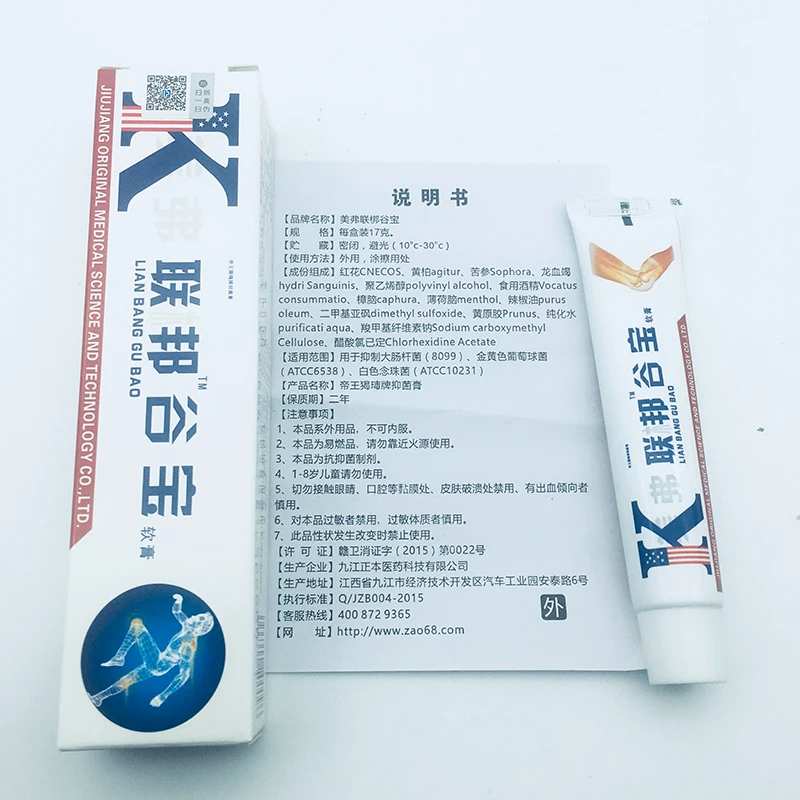 K
JIUJIANG ORIGINAL MEDICAL SCIENCE AND TECHNOLOGY CO.,LTD.
美弗
联邦谷宝™
LIAN BANG GU BAO
软膏
说明书
【品牌名称】美弗联梆谷宝
【规 格】每盒装17克。
【贮 藏】密闭，避光（10°c-30°c）
【使用方法】外用，涂擦用处
【成份组成】红花CNECOS、黄柏agitur、苦参Sophora、龙血竭
hydri Sanguinis、聚乙烯醇polyvinyl alcohol、食用酒精Vocatus
consummatio、樟脑caphura、薄荷脑menthol、辣椒油purus
oleum、二甲基亚砜dimethyl sulfoxide、黄原胶Prunus、纯化水
purificati aqua、羧甲基纤维素钠Sodium carboxymethyl
Cellulose、醋酸氯已定Chlorhexidine Acetate
【适用范围】用于抑制大肠杆菌（8099）、金黄色葡萄球菌
（ATCC6538）、白色念珠菌（ATCC10231）
【产品名称】帝王猲璹牌抑菌膏
【保质期】二年
【注意事项】
1、本品系外用品，不可内服。
2、本品为易燃品，请勿靠近火源使用。
3、本品为抗抑菌制剂。
4、1-8岁儿童请勿使用。
5、切勿接触眼睛、口腔等黏膜处、皮肤破溃处禁用、有出血倾向者
慎用。
6、对本品过敏者禁用，过敏体质者慎用。
7、此品性状发生改变时禁止使用。
【许 可 证】赣卫消证字（2015）第0022号
【生产企业】九江正本医药科技有限公司
【生产地址】江西省九江市经济技术开发区汽车工业园安泰路6号
【执行标准】Q/JZB004-2015
【客服热线】400 872 9365
【网 址】http://www.zao68.com
外
K
美弗
联邦谷宝™
LIAN BANG GU BAO
软膏
JIUJIANG ORIGINAL MEDICAL SCIENCE AND TECHNOLOGY CO.,LTD.